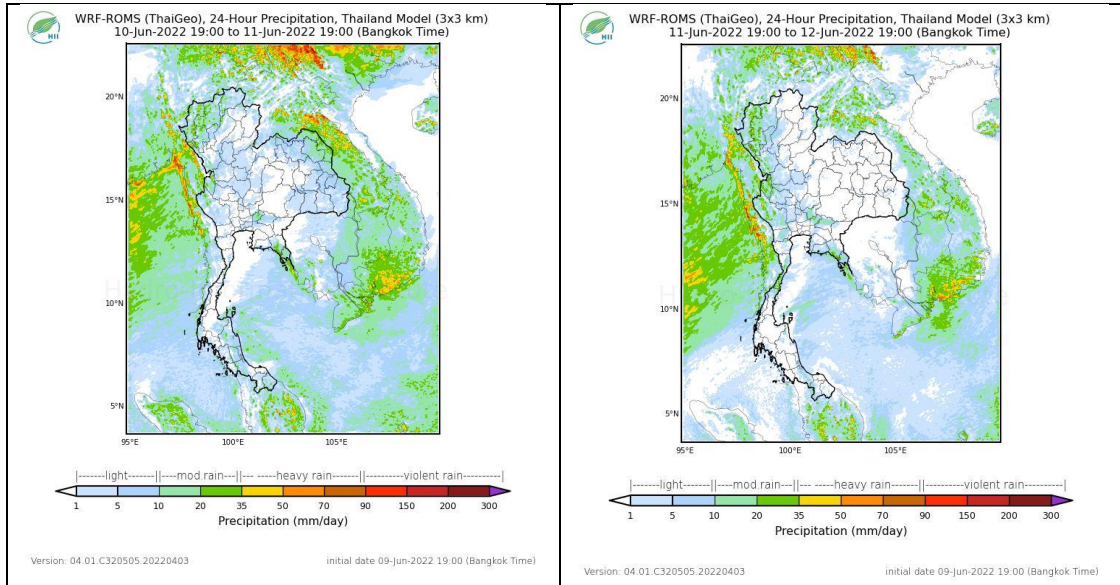 HII
WRF-ROMS (ThaiGeo), 24-Hour Precipitation, Thailand Model (3x3 km)
10-Jun-2022 19:00 to 11-Jun-2022 19:00 (Bangkok Time)
20°N
15°N
10°N
5°N
95°E 100°E 105°E
|-------light-------||----mod rain---||--- -----heavy rain-------||----------violent rain-----------|
1 5 10 20 35 50 70 90 150 200 300
Precipitation (mm/day)
Version: 04.01.C320505.20220403 initial date 09-Jun-2022 19:00 (Bangkok Time)
HII
WRF-ROMS (ThaiGeo), 24-Hour Precipitation, Thailand Model (3x3 km)
11-Jun-2022 19:00 to 12-Jun-2022 19:00 (Bangkok Time)
20°N
15°N
10°N
5°N
95°E 100°E 105°E
|-------light-------||----mod rain---||--- -----heavy rain-------||----------violent rain-----------|
1 5 10 20 35 50 70 90 150 200 300
Precipitation (mm/day)
Version: 04.01.C320505.20220403 initial date 09-Jun-2022 19:00 (Bangkok Time)